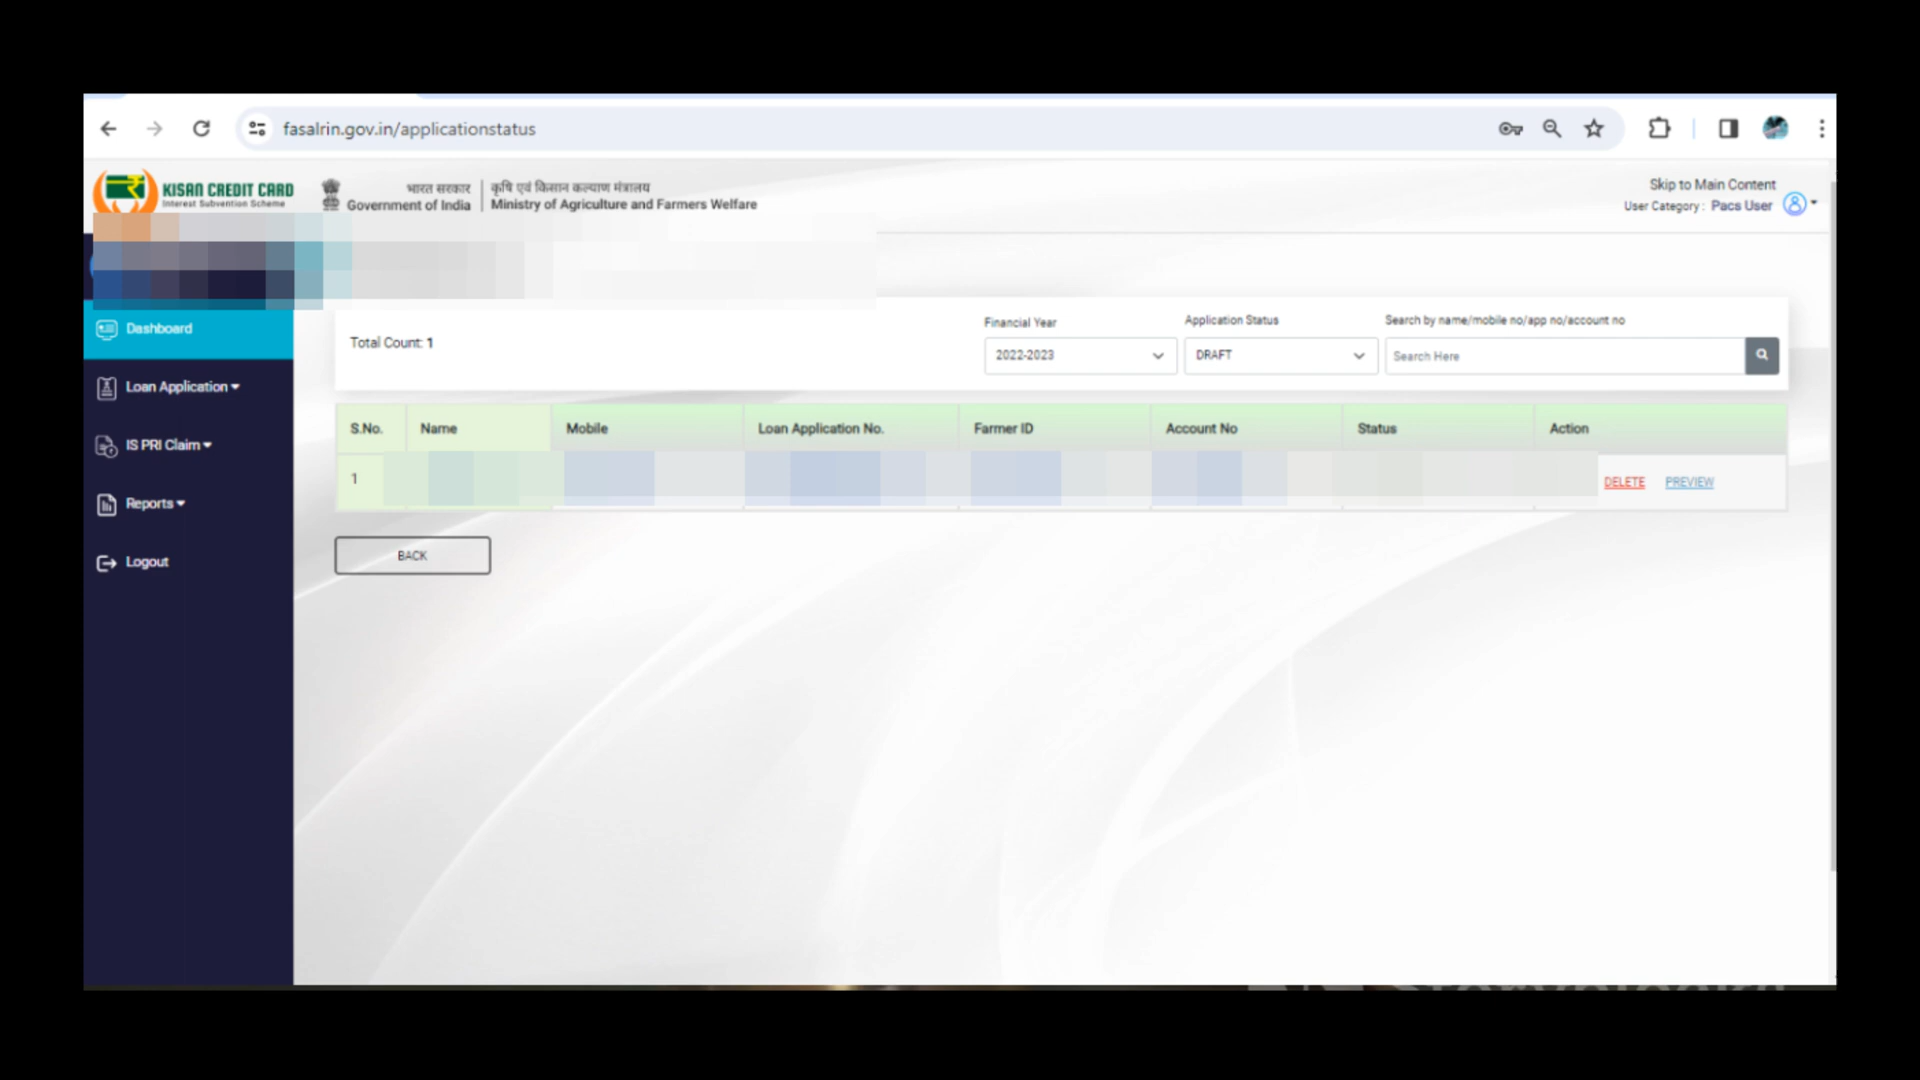 fasalrin.gov.in/applicationstatus
KISAN CREDIT CARD
Interest Subvention Scheme
भारत सरकार
Government of India
कृषि एवं किसान कल्याण मंत्रालय
Ministry of Agriculture and Farmers Welfare
Skip to Main Content
User Category : Pacs User
Dashboard
Loan Application
IS PRI Claim
Reports
Logout
Total Count: 1
Financial Year
2022-2023
Application Status
DRAFT
Search by name/mobile no/app no/account no
Search Here
S.No. Name Mobile Loan Application No. Farmer ID Account No Status Action
1 DELETE PREVIEW
BACK